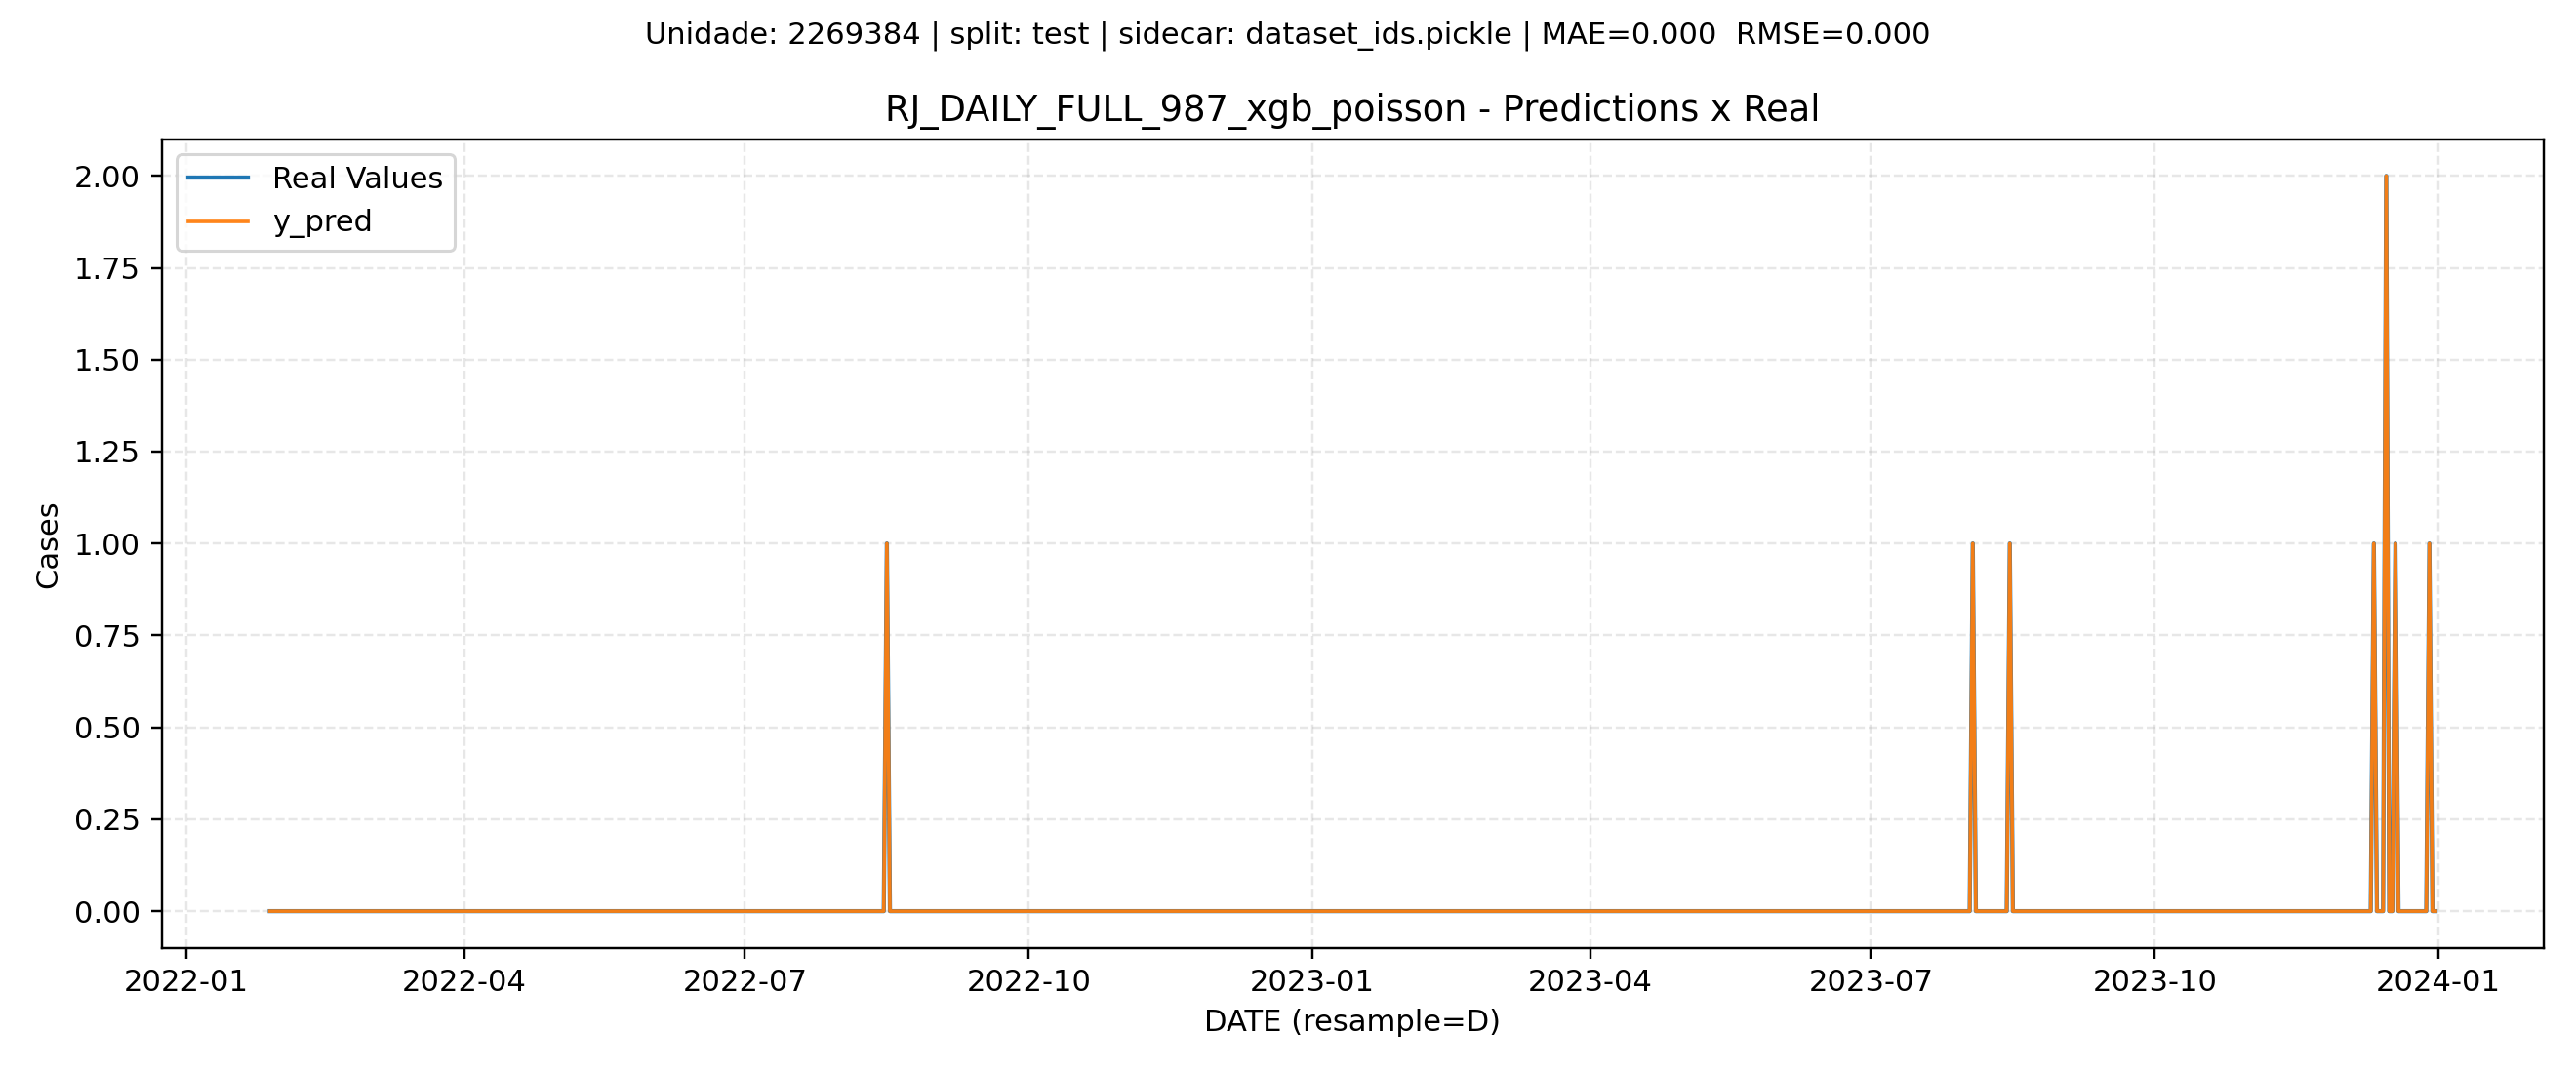 Unidade: 2269384 | split: test | sidecar: dataset_ids.pickle | MAE=0.000  RMSE=0.000
RJ_DAILY_FULL_987_xgb_poisson - Predictions x Real
Real Values
y_pred
2.00
1.75
1.50
1.25
1.00
0.75
0.50
0.25
0.00
Cases
2022-01 2022-04 2022-07 2022-10 2023-01 2023-04 2023-07 2023-10 2024-01
DATE (resample=D)